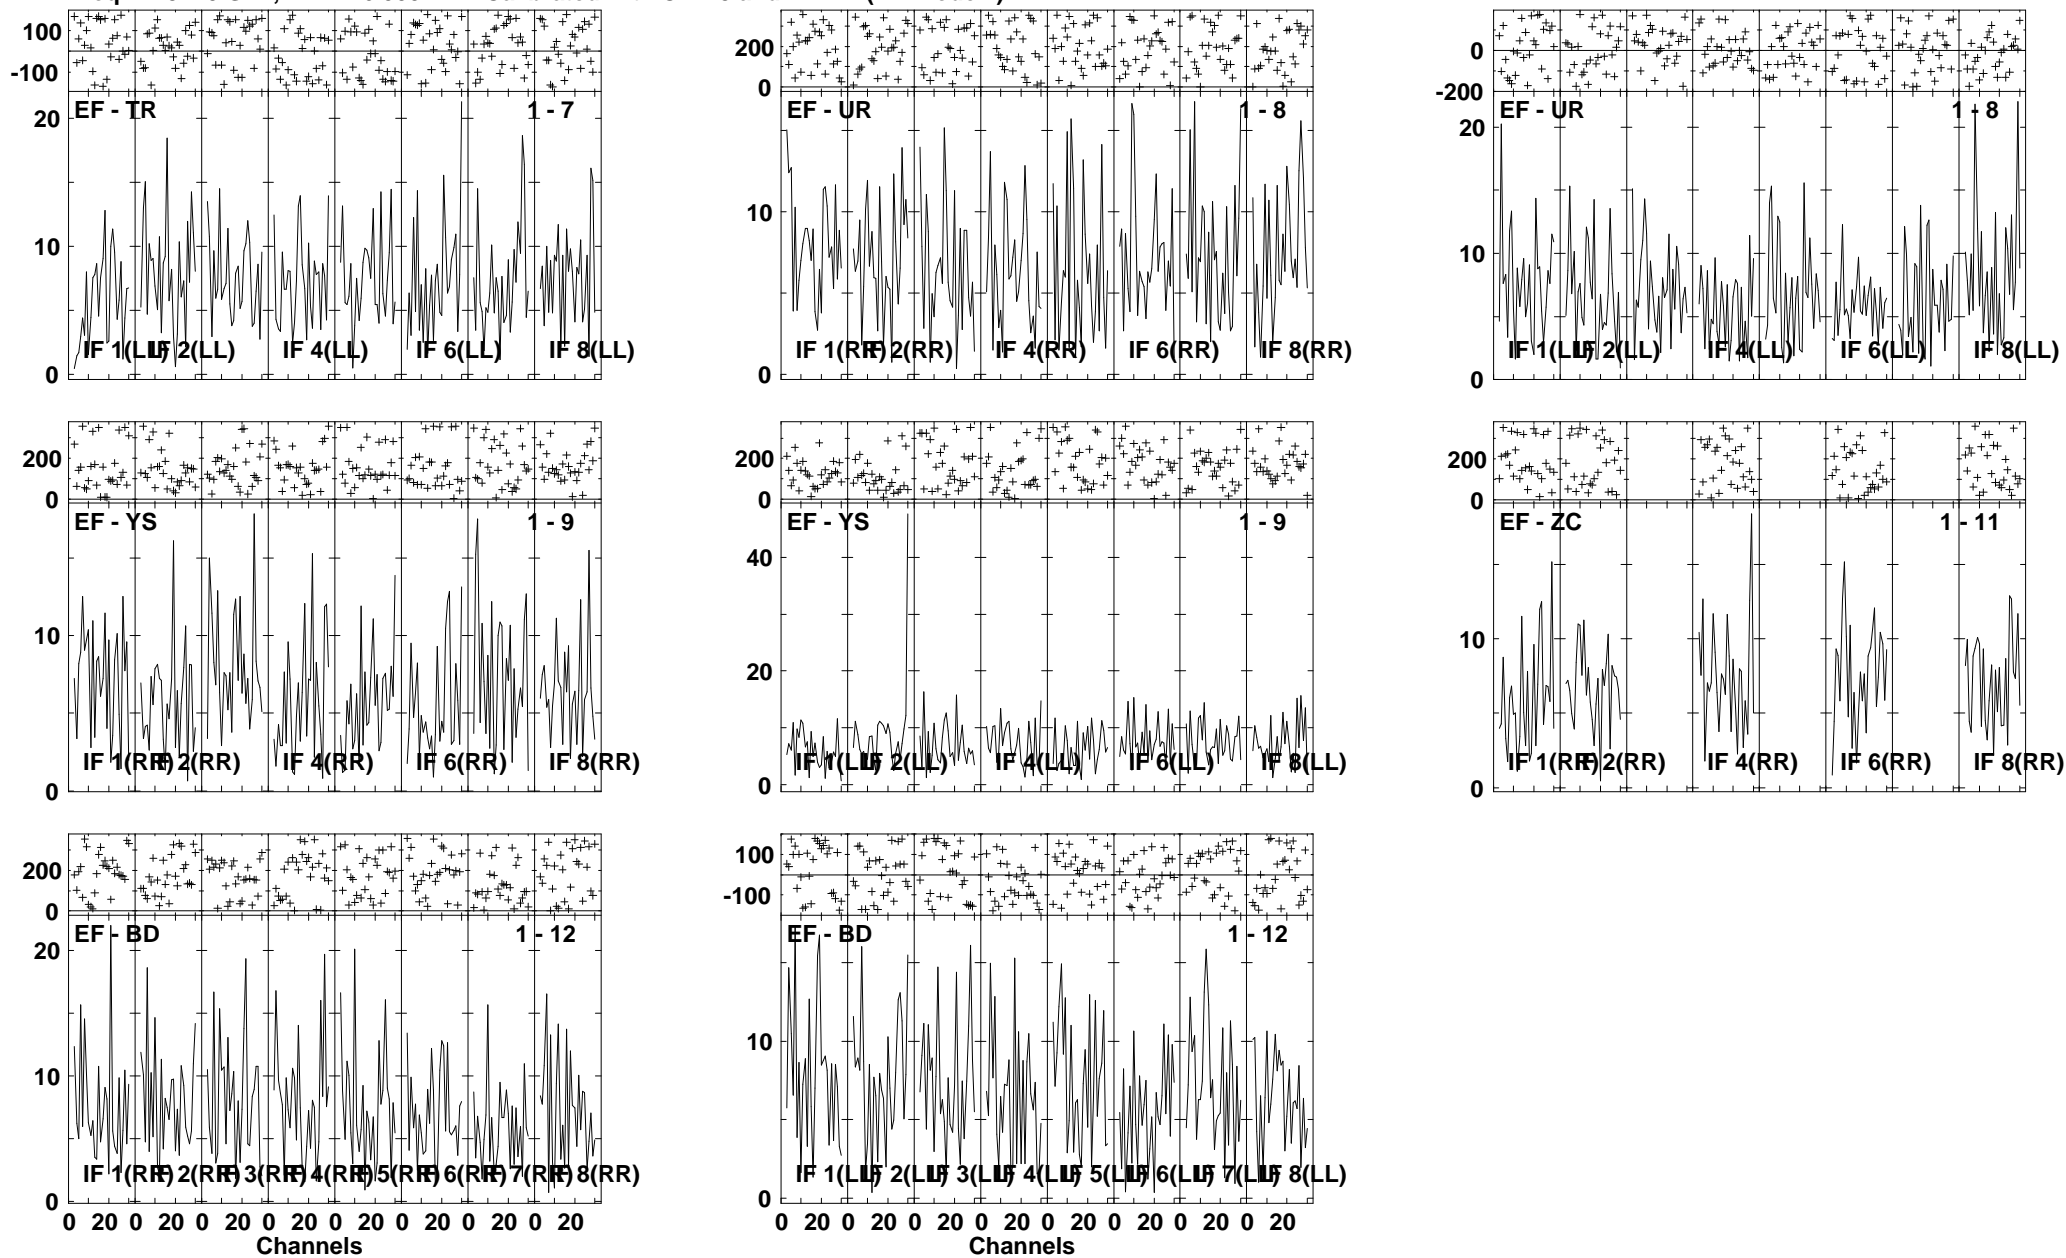 100
-100
EF - TR 1 - 7
20
10
0
IF 1(LL) IF 2(LL) IF 4(LL) IF 6(LL) IF 8(LL)
200
0
EF - UR 1 - 8
10
0
IF 1(RR) IF 2(RR) IF 4(RR) IF 6(RR) IF 8(RR)
0
-200
EF - UR 1 - 8
20
10
0
IF 1(LL) IF 2(LL) IF 4(LL) IF 6(LL) IF 8(LL)
200
0
EF - YS 1 - 9
10
0
IF 1(RR) IF 2(RR) IF 4(RR) IF 6(RR) IF 8(RR)
200
0
EF - YS 1 - 9
40
20
0
IF 1(LL) IF 2(LL) IF 4(LL) IF 6(LL) IF 8(LL)
200
0
EF - ZC 1 - 11
10
0
IF 1(RR) IF 2(RR) IF 4(RR) IF 6(RR) IF 8(RR)
200
0
EF - BD 1 - 12
20
10
0
IF 1(RR) IF 2(RR) IF 3(RR) IF 4(RR) IF 5(RR) IF 6(RR) IF 7(RR) IF 8(RR)
0 20 0 20 0 20 0 20 0 20 0 20 0 20 0 20
Channels
100
-100
EF - BD 1 - 12
10
0
IF 1(LL) IF 2(LL) IF 3(LL) IF 4(LL) IF 5(LL) IF 6(LL) IF 7(LL) IF 8(LL)
0 20 0 20 0 20 0 20 0 20 0 20 0 20 0 20
Channels